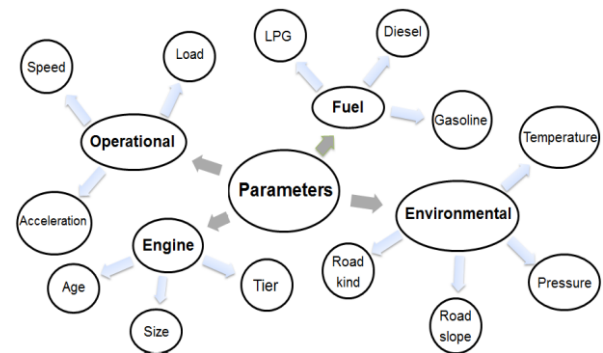 LPG
Diesel
Speed
Load
Fuel
Gasoline
Temperature
Operational
Parameters
Environmental
Acceleration
Engine
Road
kind
Age
Tier
Pressure
Size
Road
slope